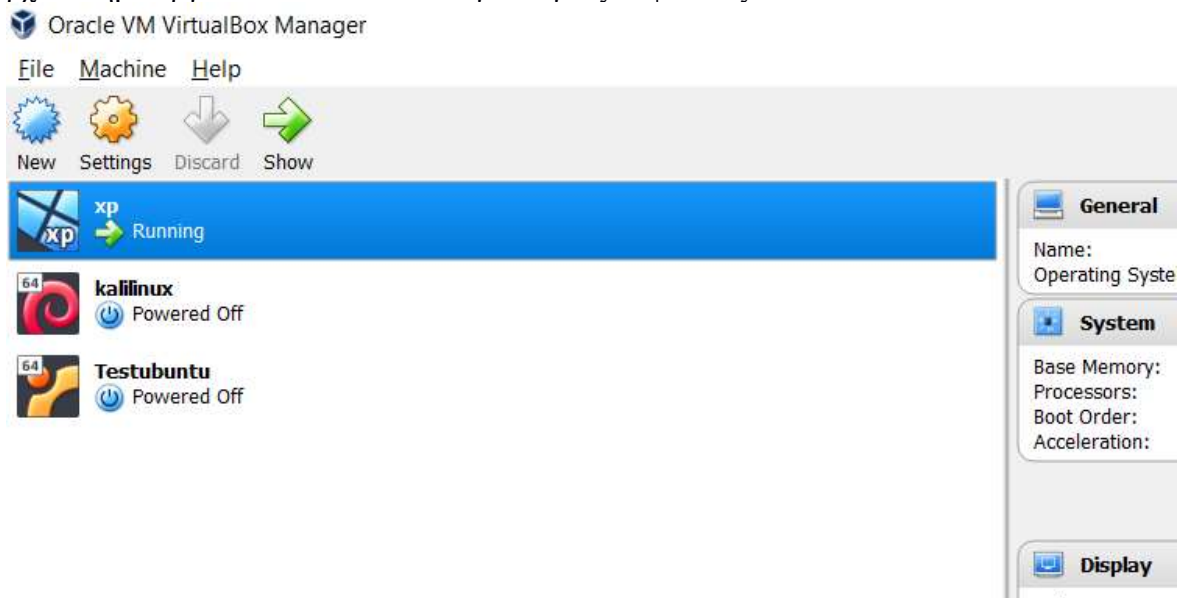 Oracle VM VirtualBox Manager
File Machine Help
New Settings Discard Show
xp
xp
Running
64
kalilinux
Powered Off
64
Testubuntu
Powered Off
General
Name:
Operating Syste
System
Base Memory:
Processors:
Boot Order:
Acceleration:
Display